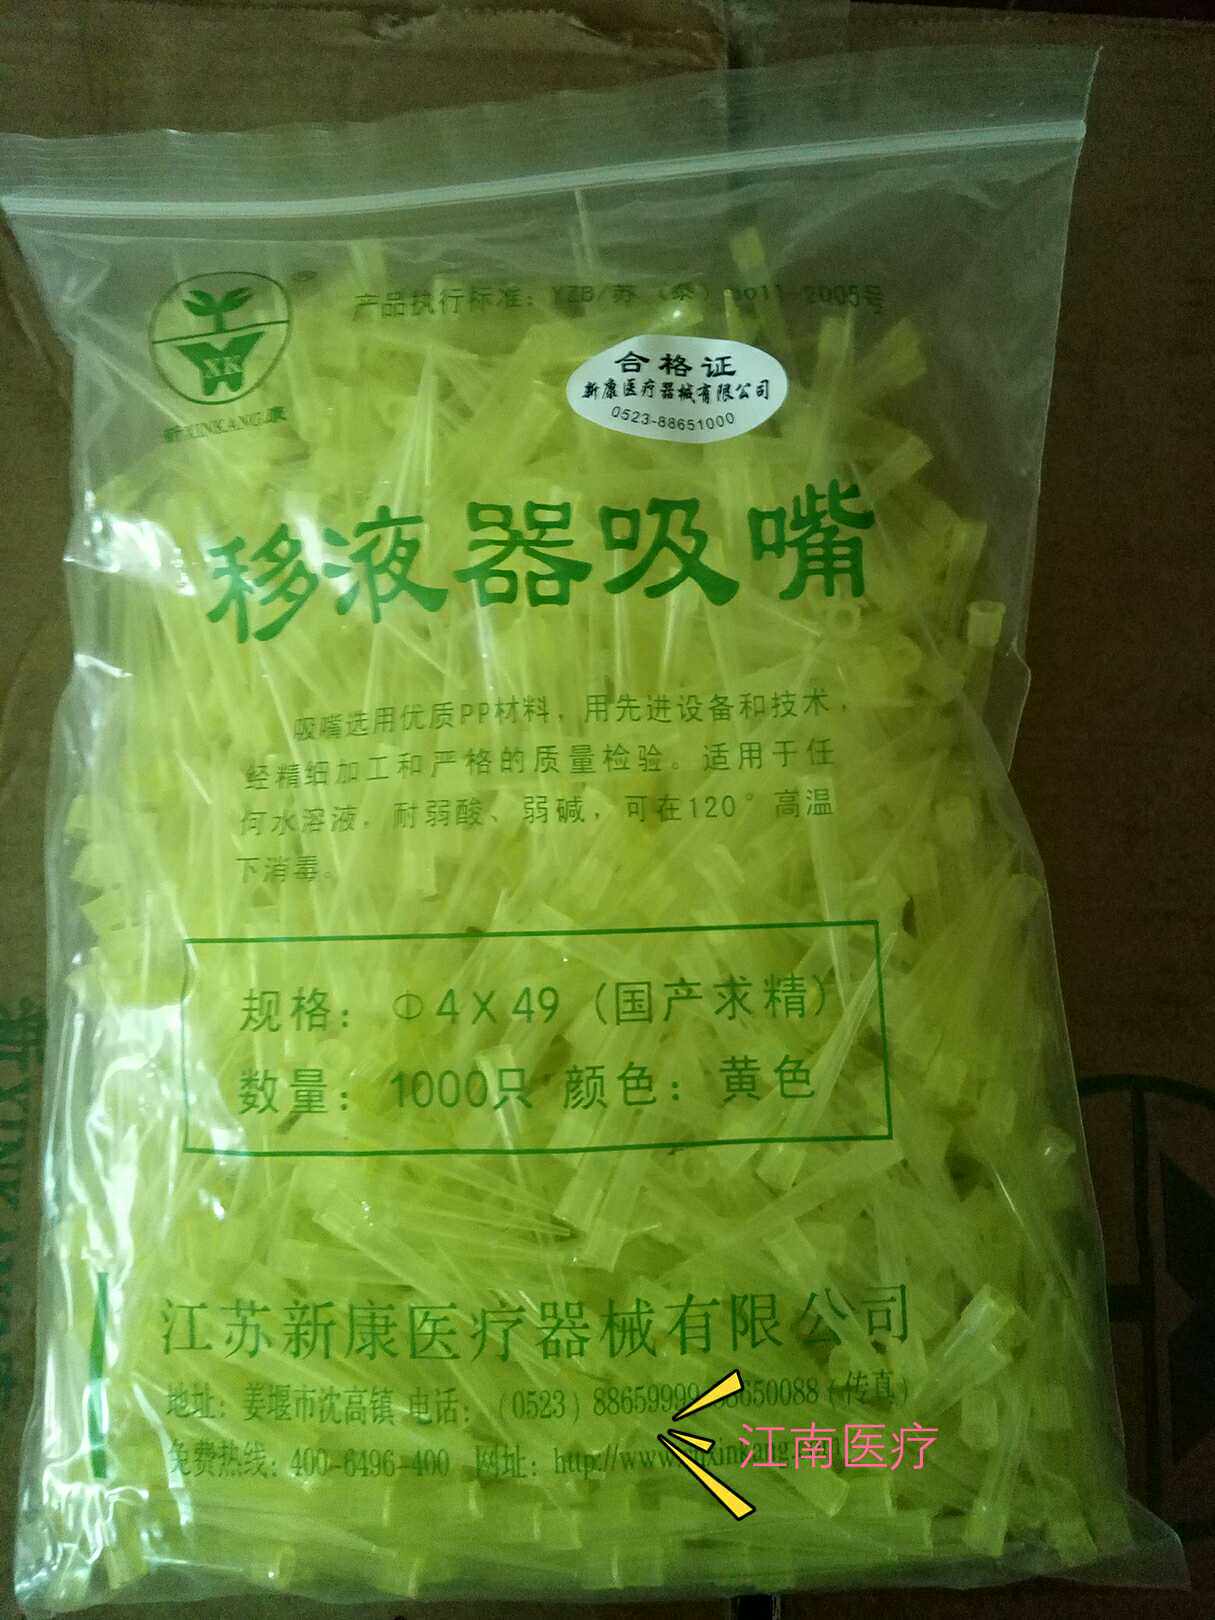 产品执行标准：YZB/苏（泰）0011-2005号
XK
新XINKANG康
®
合格证
新康医疗器械有限公司
0523-88651000
移液器吸嘴
吸嘴选用优质PP材料，用先进设备和技术，
经精细加工和严格的质量检验。适用于任
何水溶液，耐弱酸、弱碱，可在120°高温
下消毒。
规格：Φ4X49（国产求精）
数量：1000只 颜色：黄色
江苏新康医疗器械有限公司
地址：姜堰市沈高镇 电话：（0523）88659999 88650088（传真）
免费热线：400-6496-400 网址：http://www.
江南医疗